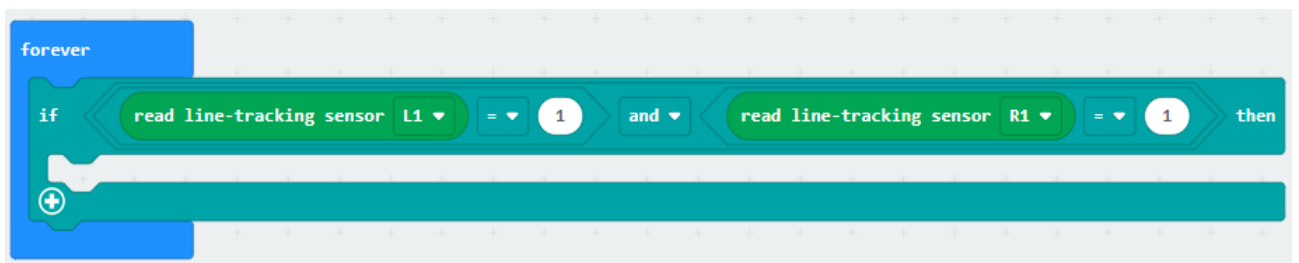 forever
if read line-tracking sensor L1 = 1 and read line-tracking sensor R1 = 1 then